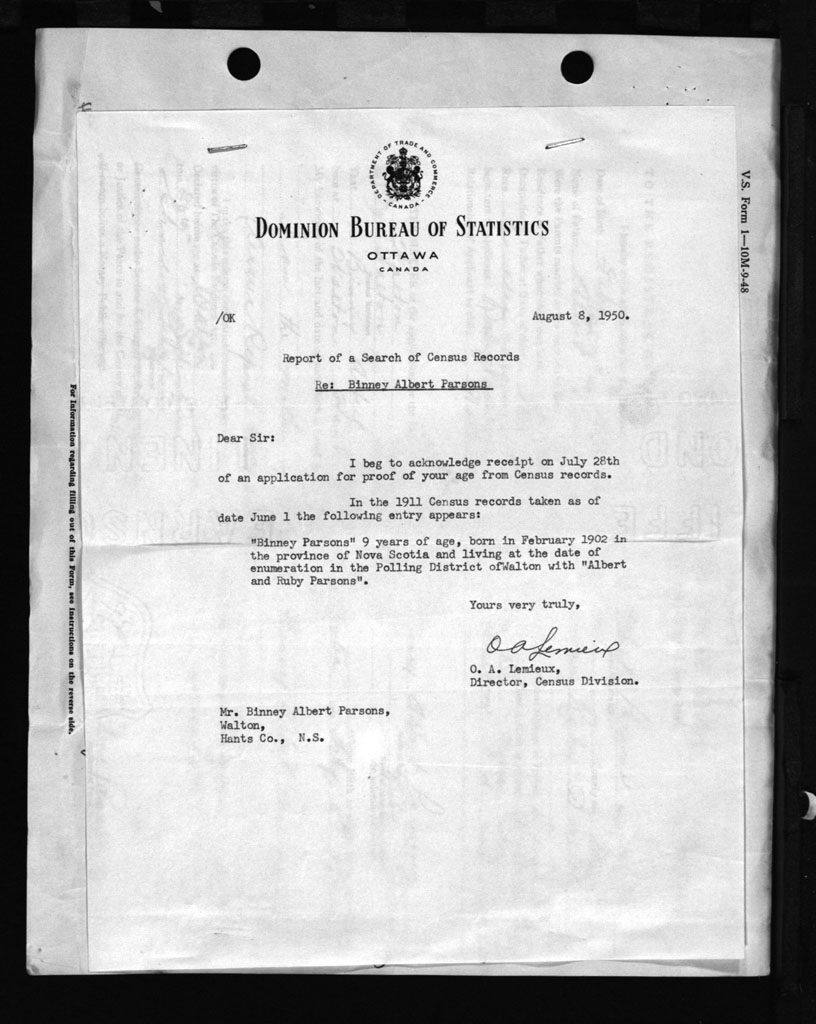 DEPARTMENT OF TRADE AND COMMERCE
CANADA
DOMINION BUREAU OF STATISTICS
OTTAWA
CANADA
/OK
August 8, 1950.
Report of a Search of Census Records
Re: Binney Albert Parsons
Dear Sir:
I beg to acknowledge receipt on July 28th
of an application for proof of your age from Census records.
In the 1911 Census records taken as of
date June 1 the following entry appears:
"Binney Parsons" 9 years of age, born in February 1902 in
the province of Nova Scotia and living at the date of
enumeration in the Polling District ofWalton with "Albert
and Ruby Parsons".
Yours very truly,
O A Lemieux
O. A. Lemieux,
Director, Census Division.
Mr. Binney Albert Parsons,
Walton,
Hants Co., N.S.
V.S. Form 1—10M-9-48
For information regarding filling out of this Form, see Instructions on the reverse side.